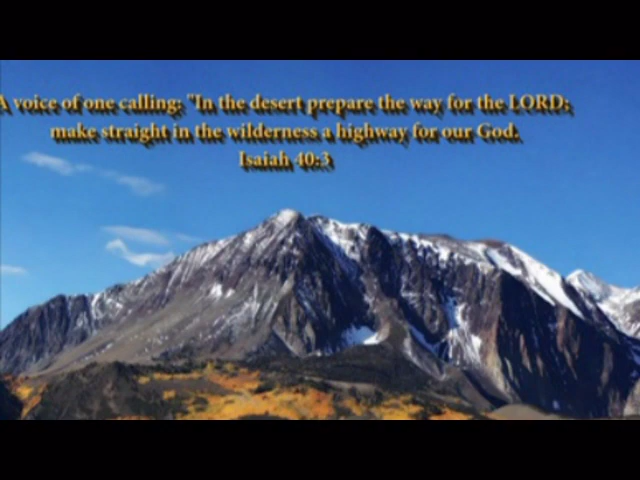 A voice of one calling: "In the desert prepare the way for the LORD;
make straight in the wilderness a highway for our God.
Isaiah 40:3